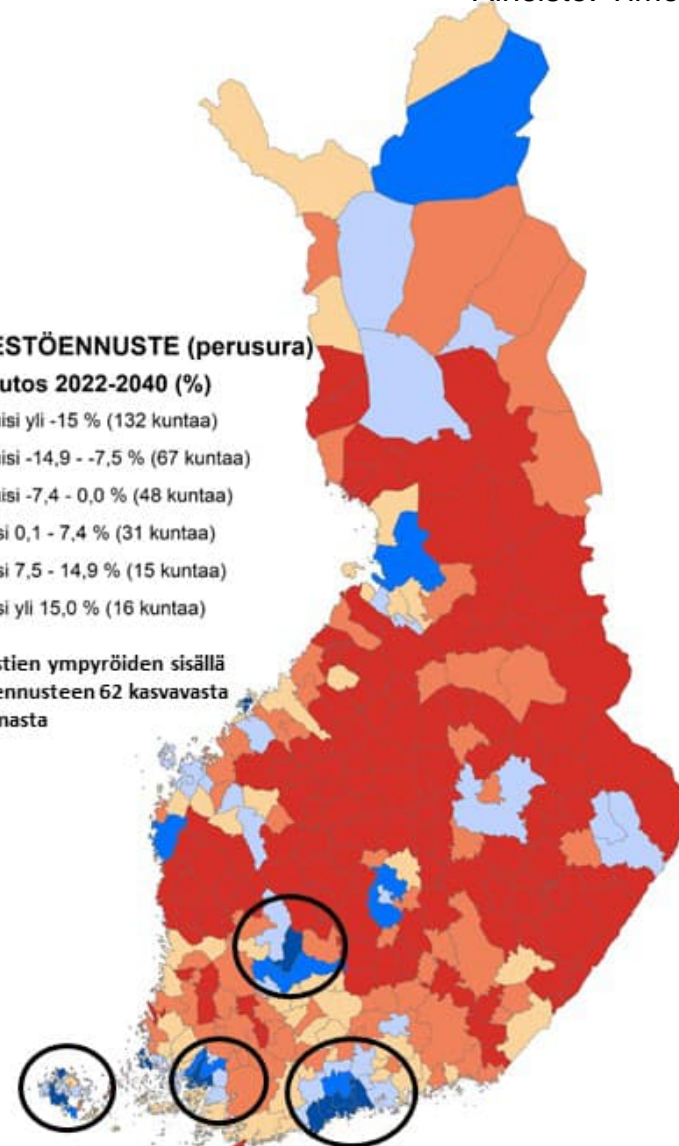 ESTÖENNUSTE (perusura)
utos 2022-2040 (%)
isi yli -15 % (132 kuntaa)
isi -14,9 - -7,5 % (67 kuntaa)
isi -7,4 - 0,0 % (48 kuntaa)
si 0,1 - 7,4 % (31 kuntaa)
si 7,5 - 14,9 % (15 kuntaa)
si yli 15,0 % (16 kuntaa)
stien ympyröiden sisällä
ennusteen 62 kasvavasta
nasta